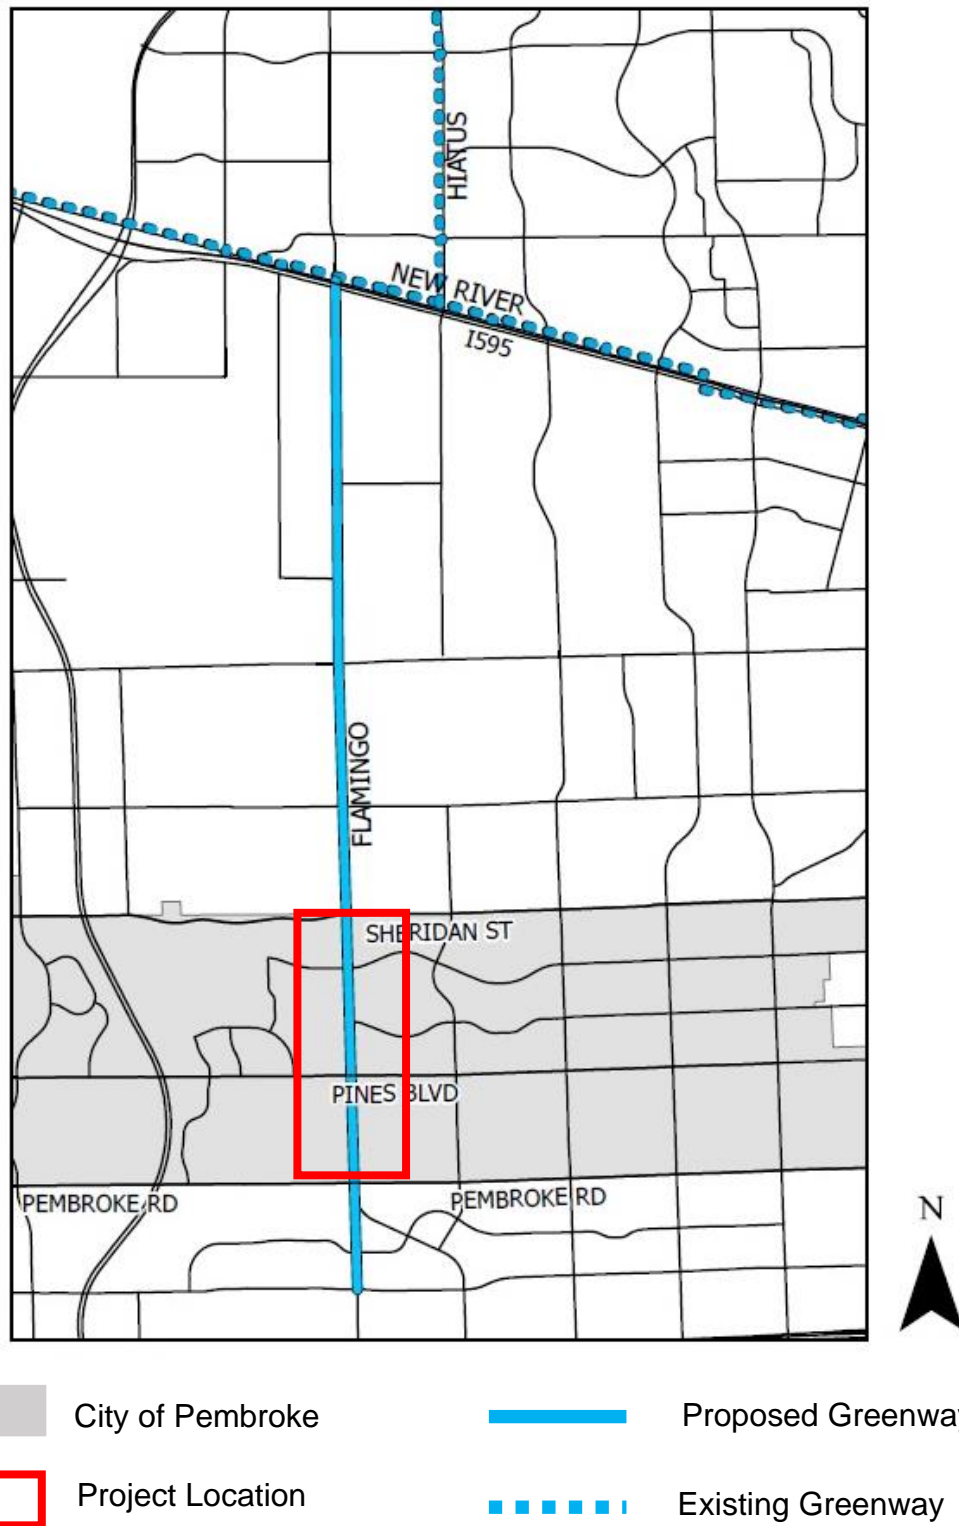 HIATUS
NEW RIVER
I595
FLAMINGO
SHERIDAN ST
PINES BLVD
PEMBROKE RD
PEMBROKE RD
N
City of Pembroke
Proposed Greenway
Project Location
Existing Greenway